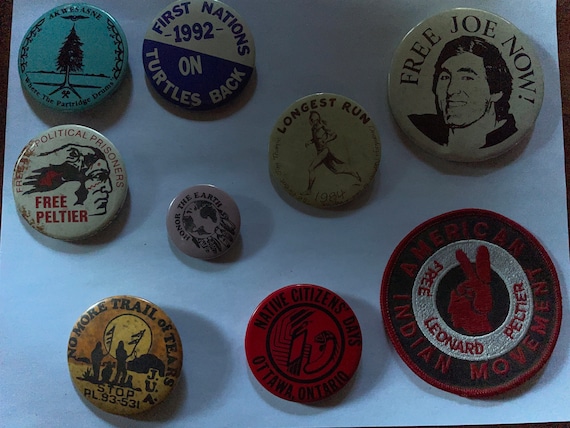 AKWESASNE
Where The Partridge Drums
FIRST NATIONS
-1992-
ON
TURTLES BACK
FREE JOE NOW!
POLITICAL PRISONERS
FREE
PELTIER
LONGEST RUN
1984
HONOR THE EARTH
AMERICAN
INDIAN MOVEMENT
FREE
LEONARD
PELTIER
NO MORE TRAIL of TEARS
J.U.A.
STOP
P.L. 93-531
NATIVE CITIZENS DAYS
OTTAWA, ONTARIO